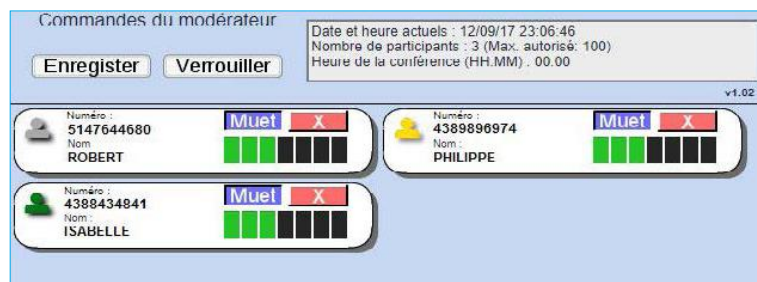 Commandes du modérateur
Enregister Verrouiller
Date et heure actuels : 12/09/17 23:06:46
Nombre de participants : 3 (Max. autorisé: 100)
Heure de la conférence (HH.MM) . 00.00
v1.02
Numéro :
5147644680
Nom
ROBERT
Muet X
Numéro :
4389896974
Nom :
PHILIPPE
Muet X
Numéro :
4388434841
Nom :
ISABELLE
Muet X